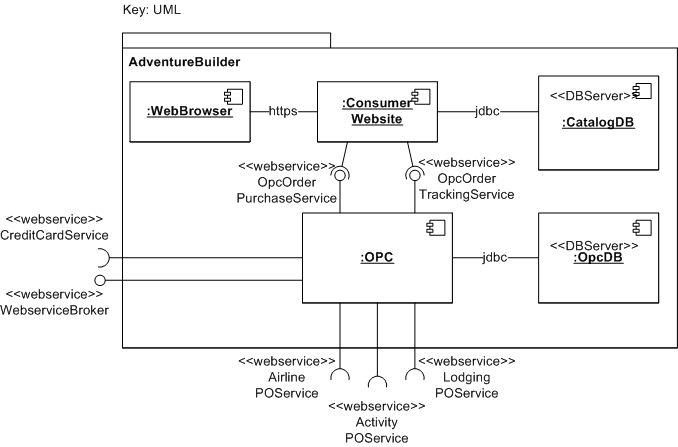 Key: UML
AdventureBuilder
:WebBrowser
https
:Consumer
Website
jdbc
<<DBServer>>
:CatalogDB
<<webservice>>
OpcOrder
PurchaseService
<<webservice>>
OpcOrder
TrackingService
<<webservice>>
CreditCardService
:OPC
jdbc
<<DBServer>>
:OpcDB
<<webservice>>
WebserviceBroker
<<webservice>>
Airline
POService
<<webservice>>
Lodging
POService
<<webservice>>
Activity
POService